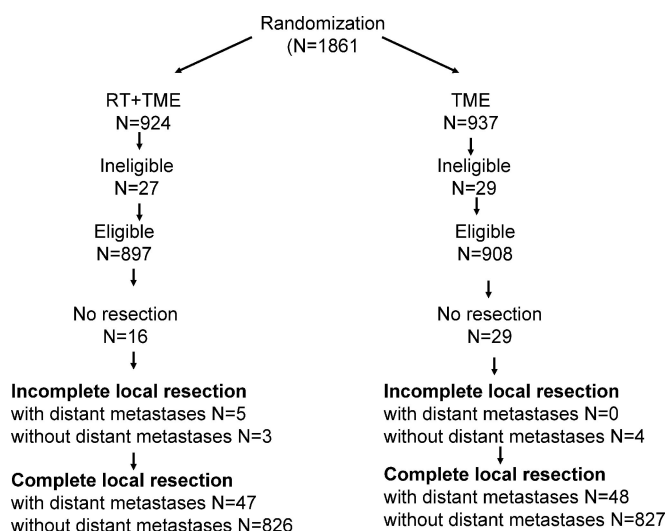 Randomization
(N=1861
RT+TME
N=924
Ineligible
N=27
Eligible
N=897
No resection
N=16
Incomplete local resection
with distant metastases N=5
without distant metastases N=3
Complete local resection
with distant metastases N=47
without distant metastases N=826
TME
N=937
Ineligible
N=29
Eligible
N=908
No resection
N=29
Incomplete local resection
with distant metastases N=0
without distant metastases N=4
Complete local resection
with distant metastases N=48
without distant metastases N=827